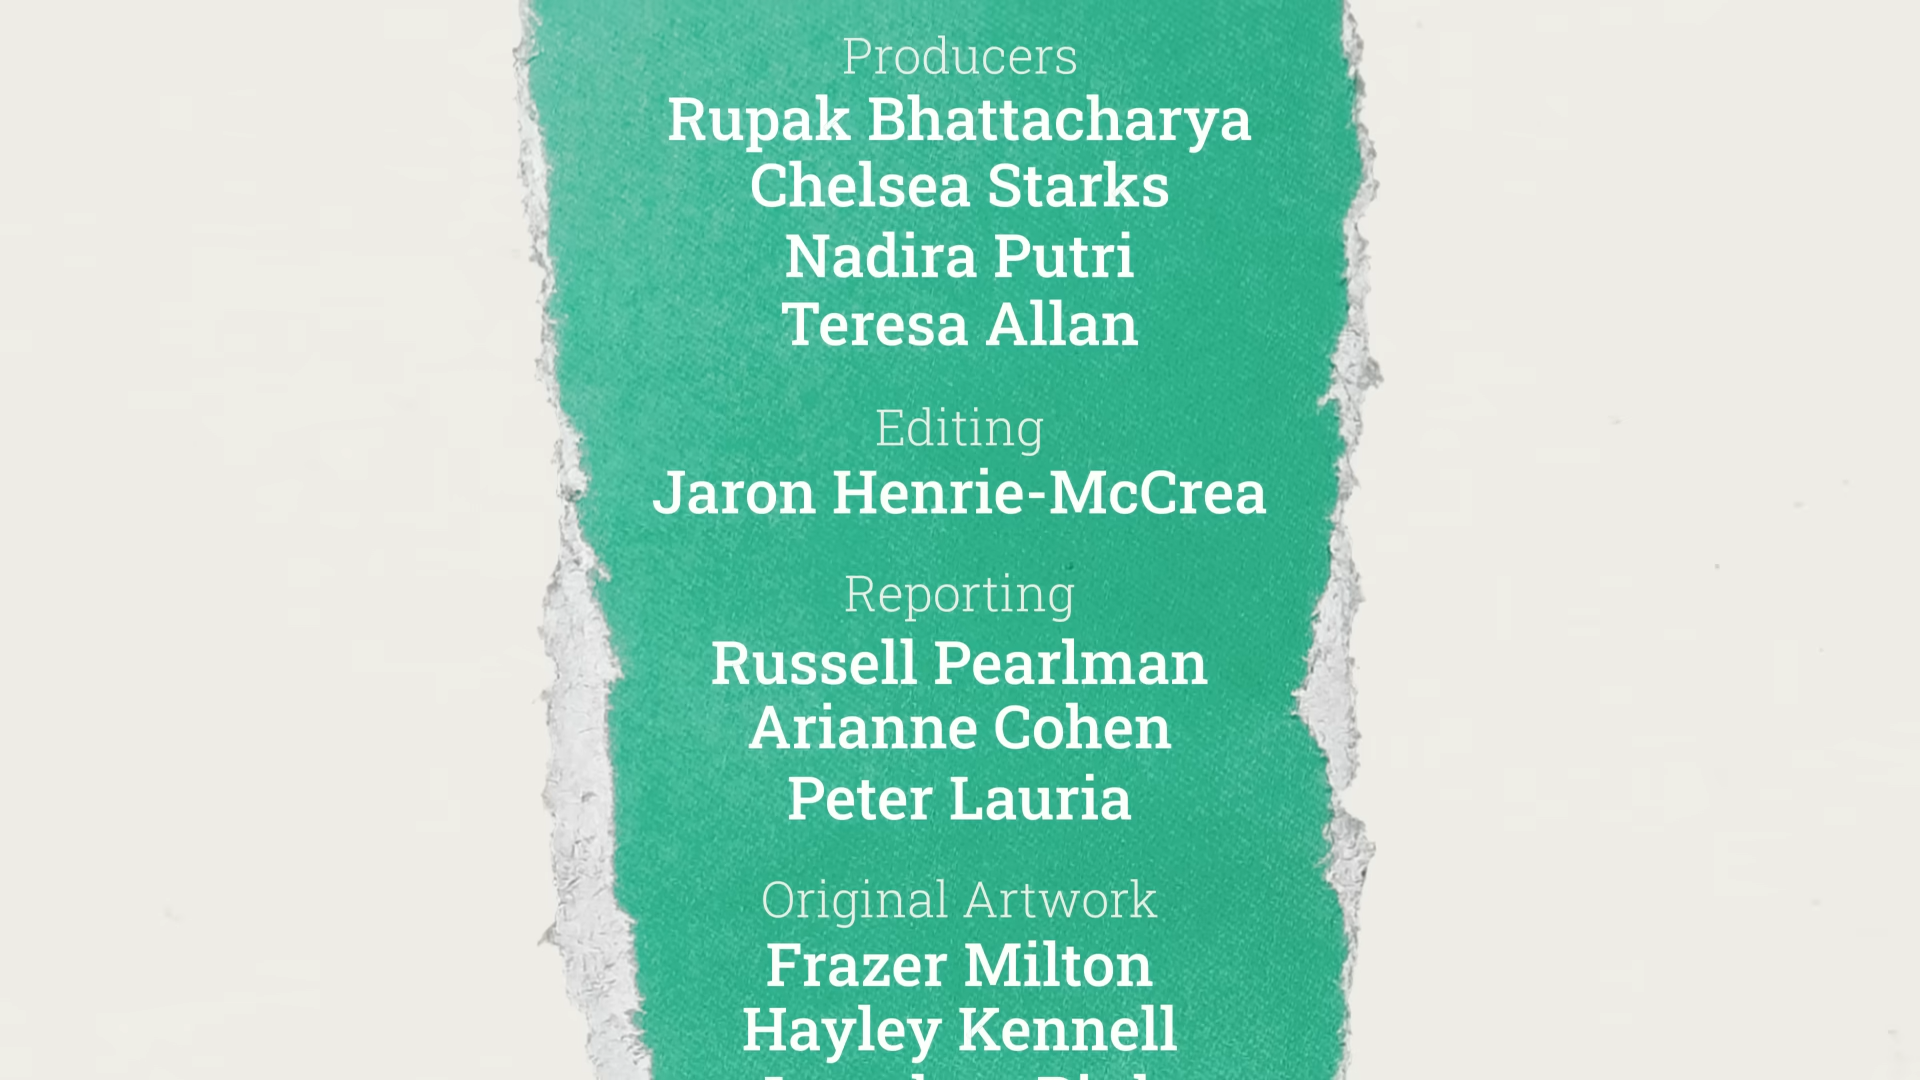 Producers
Rupak Bhattacharya
Chelsea Starks
Nadira Putri
Teresa Allan
Editing
Jaron Henrie-McCrea
Reporting
Russell Pearlman
Arianne Cohen
Peter Lauria
Original Artwork
Frazer Milton
Hayley Kennell